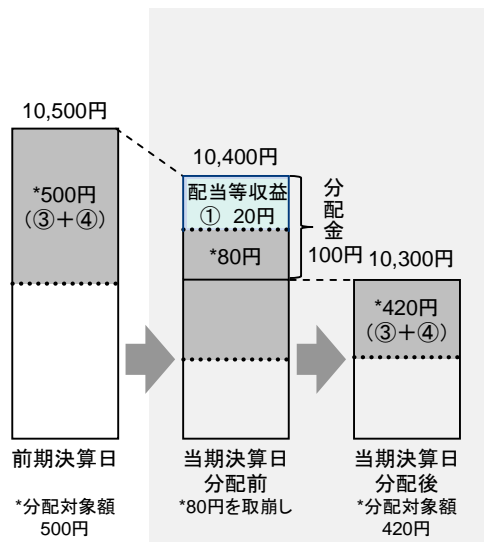 10,500円
*500円
(③+④)
前期決算日
*分配対象額
500円
10,400円
配当等収益
① 20円
*80円
分配金
100円
当期決算日
分配前
*80円を取崩し
10,300円
*420円
(③+④)
当期決算日
分配後
*分配対象額
420円